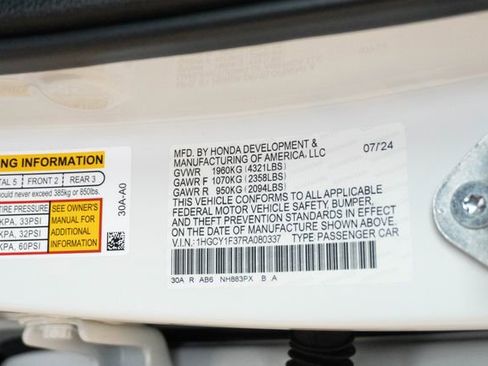 NG INFORMATION
TAL 5 FRONT 2 REAR 3
ould never exceed 385kg or 850lbs.
TIRE PRESSURE
KPA, 33PSI
KPA, 32PSI
KPA, 60PSI
SEE OWNER'S
MANUAL FOR
ADDITIONAL
INFORMATION
30A-A0
MFD. BY HONDA DEVELOPMENT & 07/24
MANUFACTURING OF AMERICA, LLC
GVWR 1960KG (4321LBS)
GAWR F 1070KG (2358LBS)
GAWR R 950KG (2094LBS)
THIS VEHICLE CONFORMS TO ALL APPLICABLE
FEDERAL MOTOR VEHICLE SAFETY, BUMPER,
AND THEFT PREVENTION STANDARDS IN EFFECT
ON THE DATE OF MANUFACTURE SHOWN ABOVE.
V.I.N.: 1HGCY1F37RA080337 TYPE PASSENGER CAR
30A R AB6 NH883PX B A